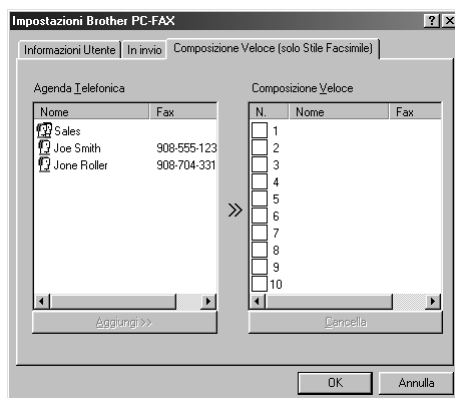 Impostazioni Brother PC-FAX
Informazioni Utente In invio Composizione Veloce (solo Stile Facsimile)
Agenda Telefonica Composizione Veloce
Nome Fax N. Nome Fax
Sales 1
Joe Smith 908-555-123 2
Jone Roller 908-704-331 3
4
5
6
7
8
9
10
Aggiungi >> Cancella
OK Annulla